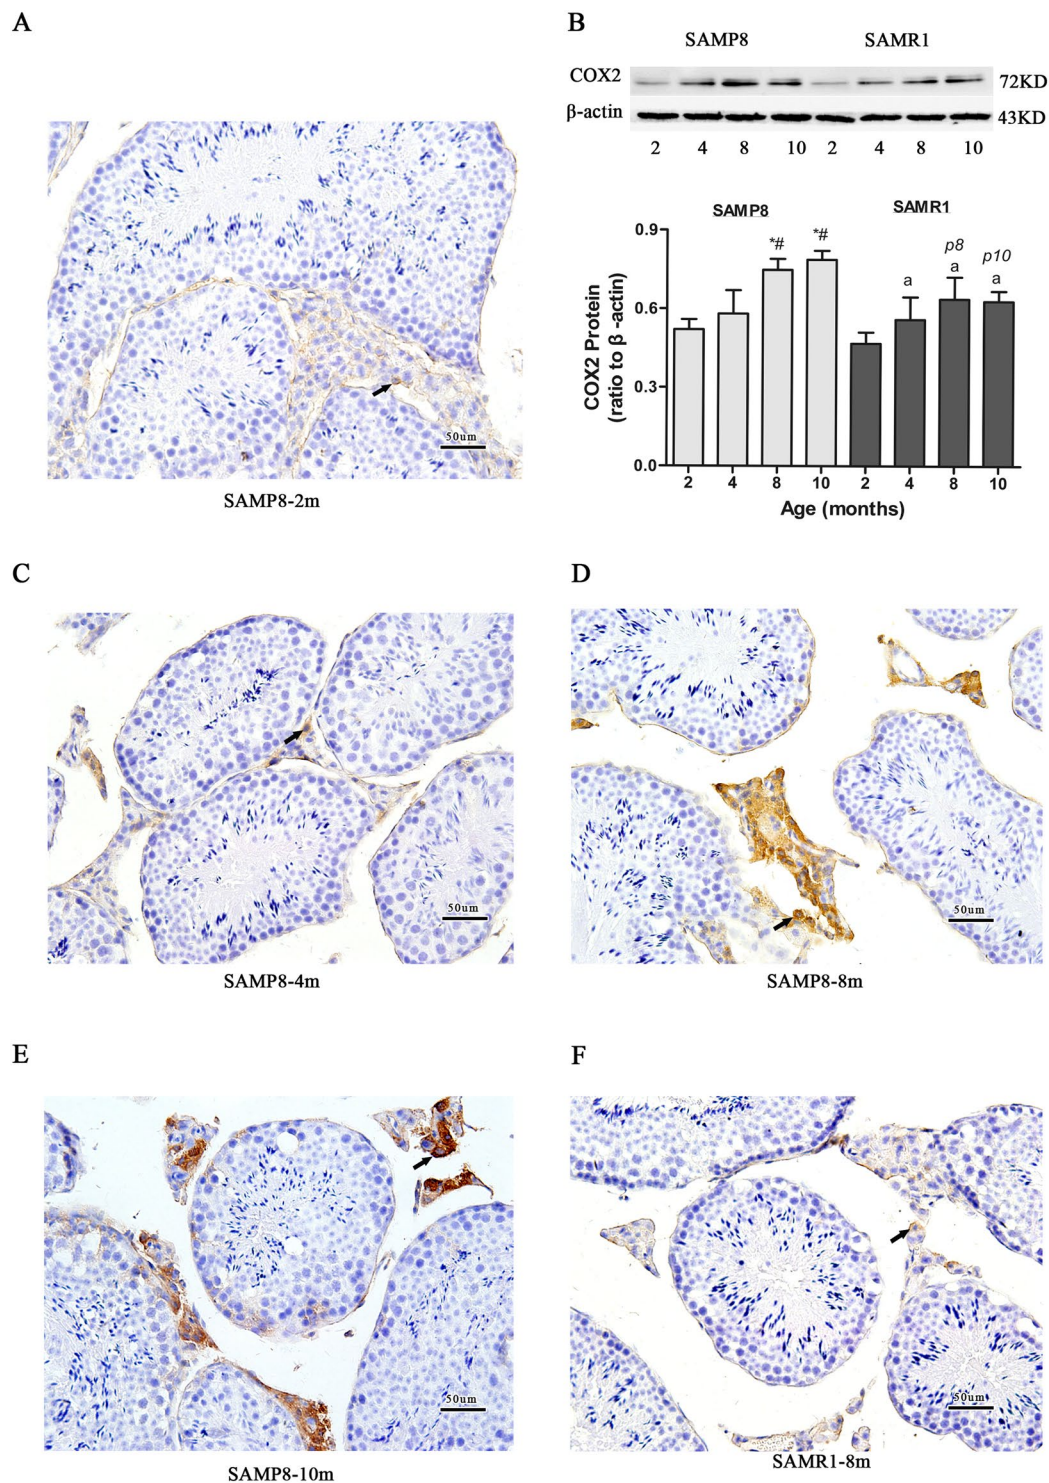 A
50um
SAMP8-2m
B
SAMP8 SAMR1
COX2 72KD
β-actin 43KD
2 4 8 10 2 4 8 10
SAMP8 SAMR1
*# *# a p8 a p10 a
COX2 Protein
(ratio to β -actin)
0.9
0.6
0.3
0.0
2 4 8 10 2 4 8 10
Age (months)
C
50um
SAMP8-4m
D
50um
SAMP8-8m
E
50um
SAMP8-10m
F
50um
SAMR1-8m